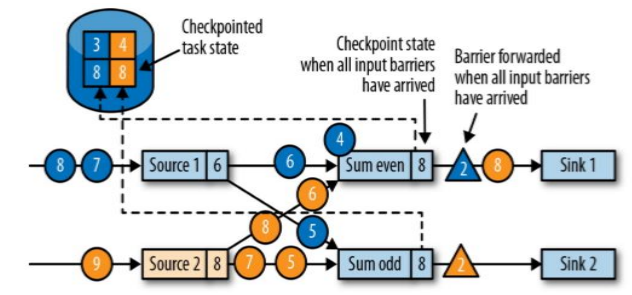 Checkpointed
task state
3 4
8 8
Checkpoint state
when all input barriers
have arrived
Barrier forwarded
when all input barriers
have arrived
8 7 Source 1 6 6 4 Sum even 8 2 8 Sink 1
6
8 5
9 Source 2 8 7 5 Sum odd 8 2 Sink 2